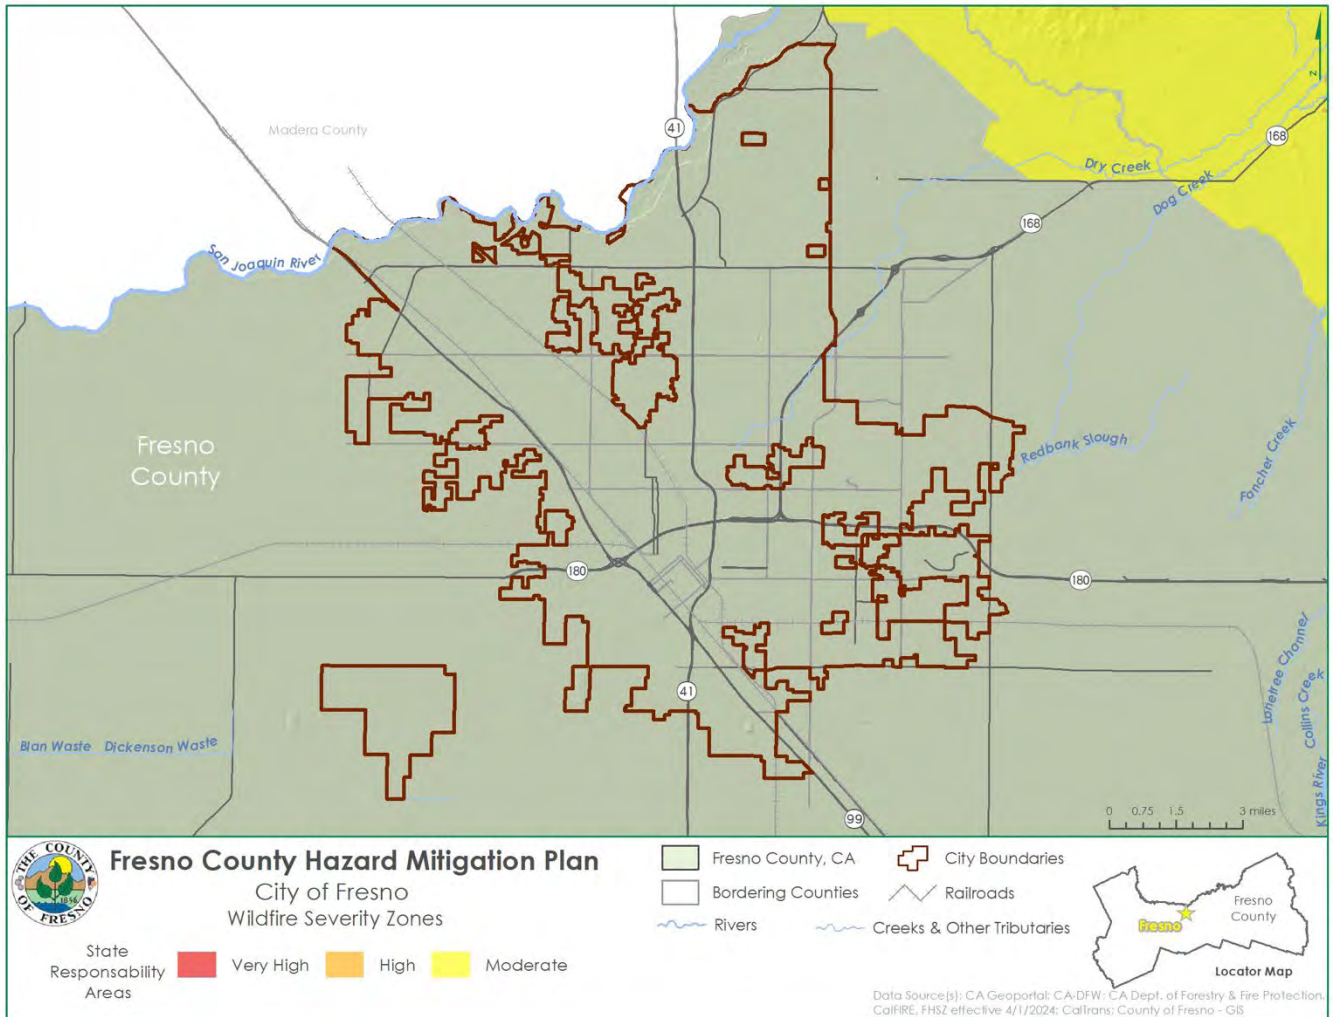 Madera County
41
168
Dry Creek
Dog Creek
168
San Joaquin River
Fresno
County
Redbank Slough
Fancher Creek
180
180
41
Lonetree Channel
Collins Creek
Kings River
Blan Waste Dickenson Waste
99
0 0.75 1.5 3 miles
N
THE COUNTY OF FRESNO
1856
Fresno County Hazard Mitigation Plan
City of Fresno
Wildfire Severity Zones
State
Responsability
Areas
Very High
High
Moderate
Fresno County, CA
City Boundaries
Bordering Counties
Railroads
Rivers
Creeks & Other Tributaries
Fresno
County
Fresno
Locator Map
Data Source(s): CA Geoportal; CA-DFW; CA Dept. of Forestry & Fire Protection,
CalFIRE, FHSZ effective 4/1/2024; CalTrans; County of Fresno - GIS